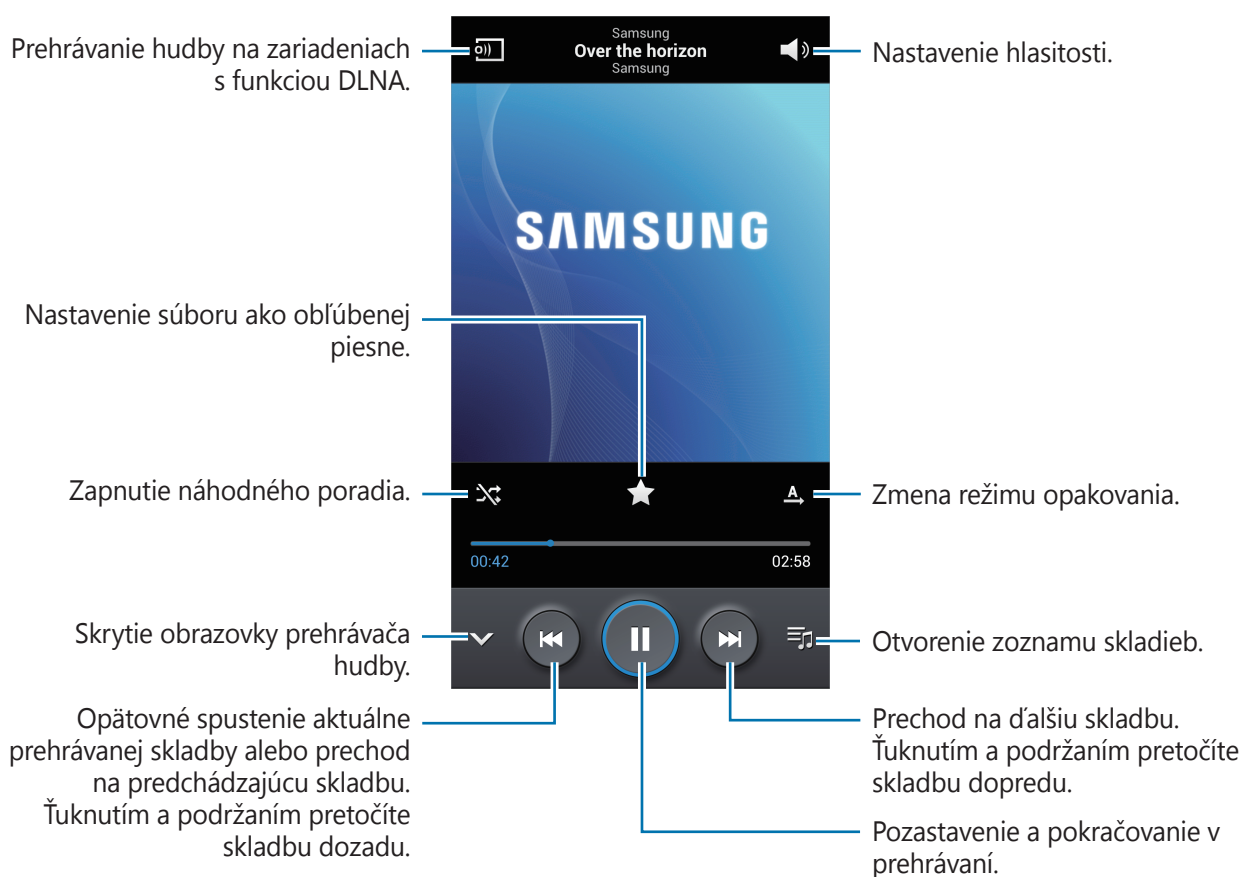 Prehrávanie hudby na zariadeniach
s funkciou DLNA.
Samsung
Over the horizon
Samsung
Nastavenie hlasitosti.
SAMSUNG
Nastavenie súboru ako obľúbenej
piesne.
Zapnutie náhodného poradia.
A
Zmena režimu opakovania.
00:42
02:58
Skrytie obrazovky prehrávača
hudby.
Otvorenie zoznamu skladieb.
Opätovné spustenie aktuálne
prehrávanej skladby alebo prechod
na predchádzajúcu skladbu.
Ťuknutím a podržaním pretočíte
skladbu dozadu.
Prechod na ďalšiu skladbu.
Ťuknutím a podržaním pretočíte
skladbu dopredu.
Pozastavenie a pokračovanie v
prehrávaní.